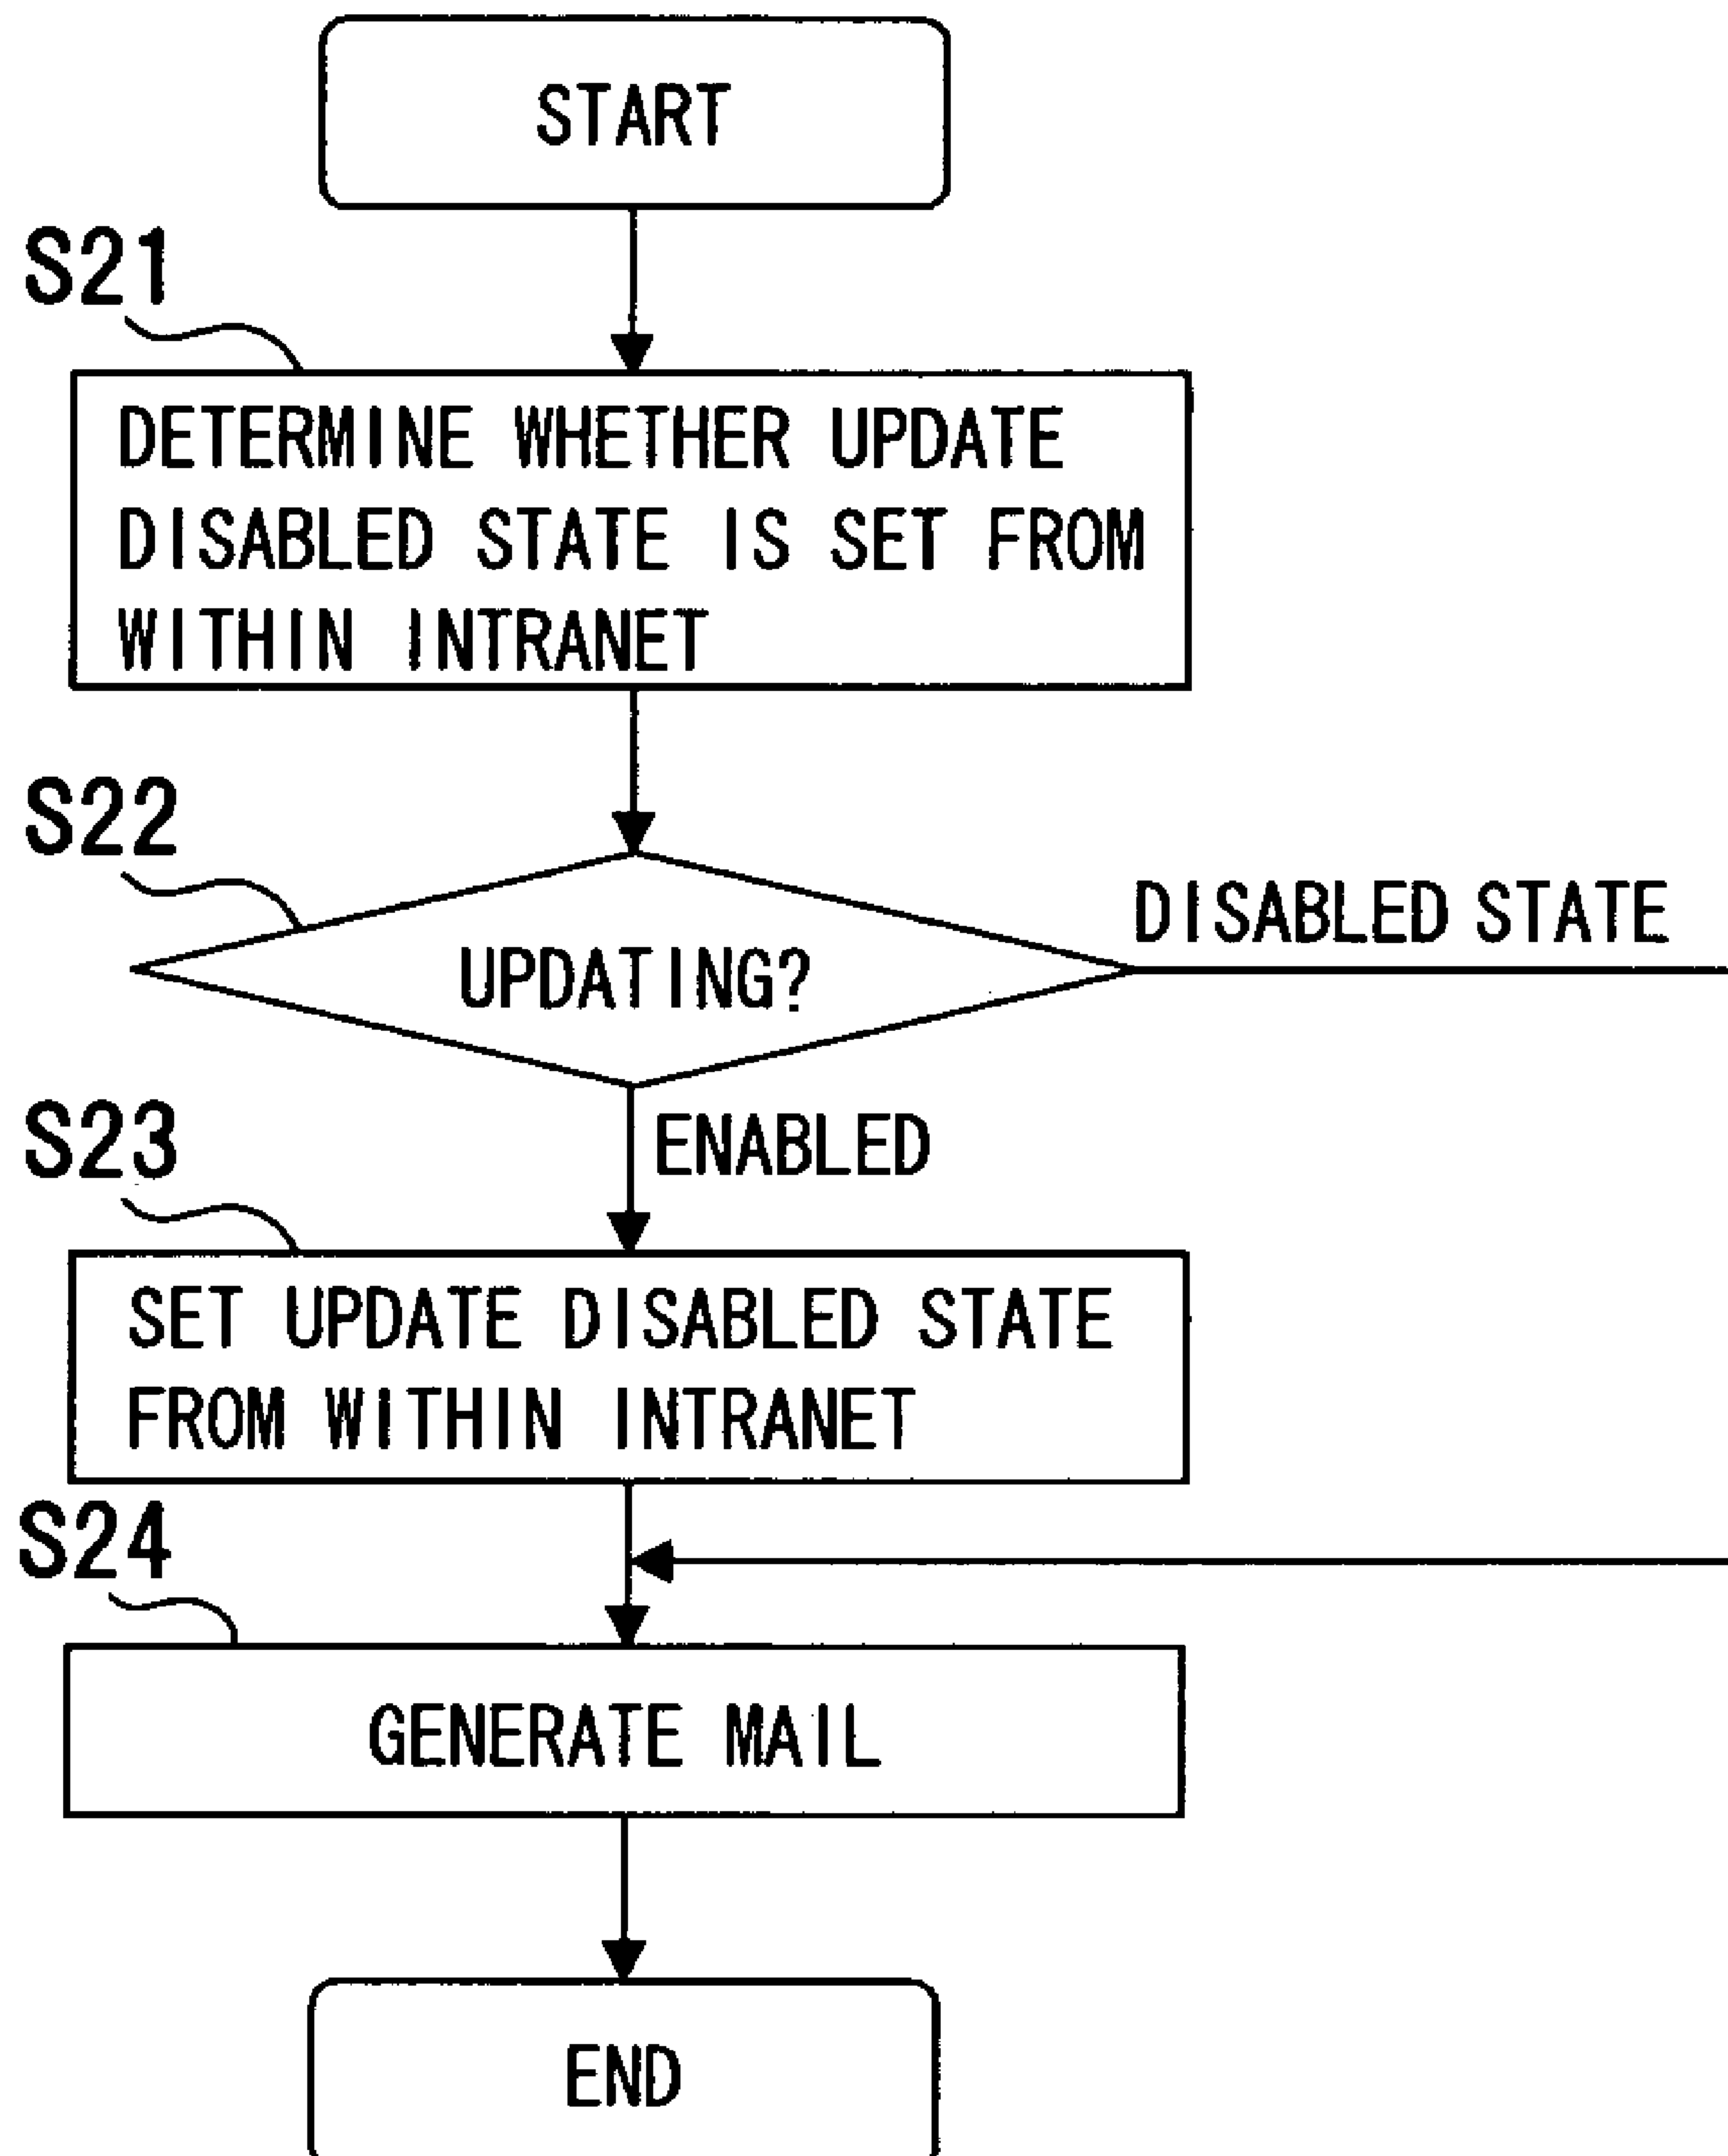 START
S21
DETERMINE WHETHER UPDATE
DISABLED STATE IS SET FROM
WITHIN INTRANET
S22
UPDATING?
DISABLED STATE
ENABLED
S23
SET UPDATE DISABLED STATE
FROM WITHIN INTRANET
S24
GENERATE MAIL
END